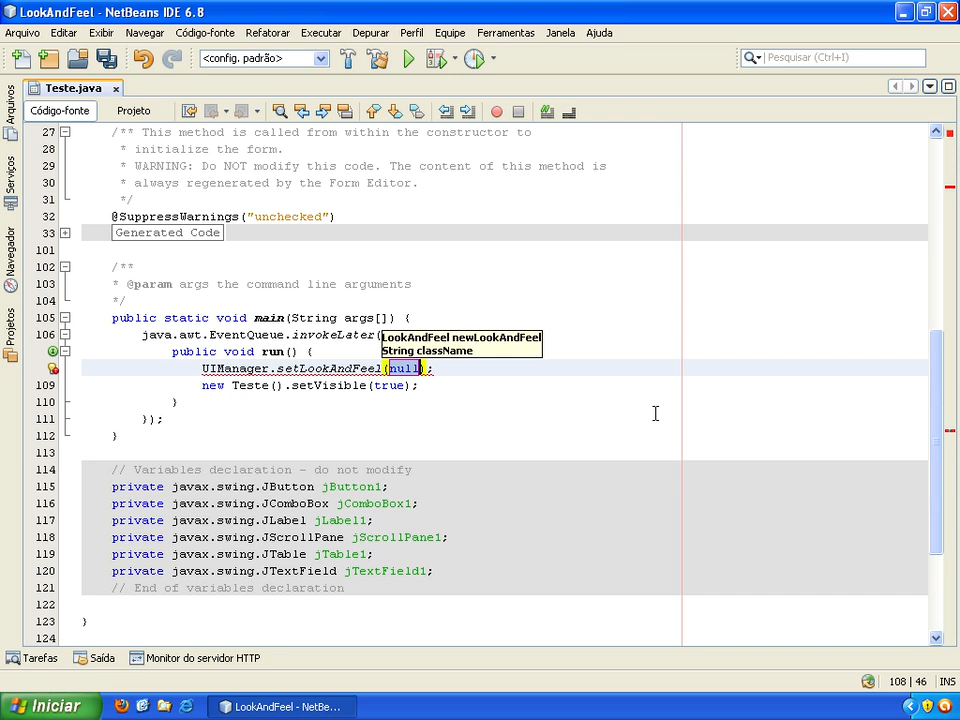 LookAndFeel - NetBeans IDE 6.8
Arquivo Editar Exibir Navegar Código-fonte Refatorar Executar Depurar Perfil Equipe Ferramentas Janela Ajuda
<config. padrão> Pesquisar (Ctrl+I)
Teste.java x
Código-fonte Projeto
Arquivos
Serviços
Navegador
Projetos
27 /** This method is called from within the constructor to
28 * initialize the form.
29 * WARNING: Do NOT modify this code. The content of this method is
30 * always regenerated by the Form Editor.
31 */
32 @SuppressWarnings("unchecked")
33 Generated Code
101
102 /**
103 * @param args the command line arguments
104 */
105 public static void main(String args[]) {
106 java.awt.EventQueue.invokeLater(
LookAndFeel newLookAndFeel
String className
public void run() {
UIManager.setLookAndFeel(null);
109 new Teste().setVisible(true);
110 }
111 });
112 }
113
114 // Variables declaration - do not modify
115 private javax.swing.JButton jButton1;
116 private javax.swing.JComboBox jComboBox1;
117 private javax.swing.JLabel jLabel1;
118 private javax.swing.JScrollPane jScrollPane1;
119 private javax.swing.JTable jTable1;
120 private javax.swing.JTextField jTextField1;
121 // End of variables declaration
122
123 }
124
Tarefas Saída Monitor do servidor HTTP
108 | 46 INS
Iniciar LookAndFeel - NetBe...